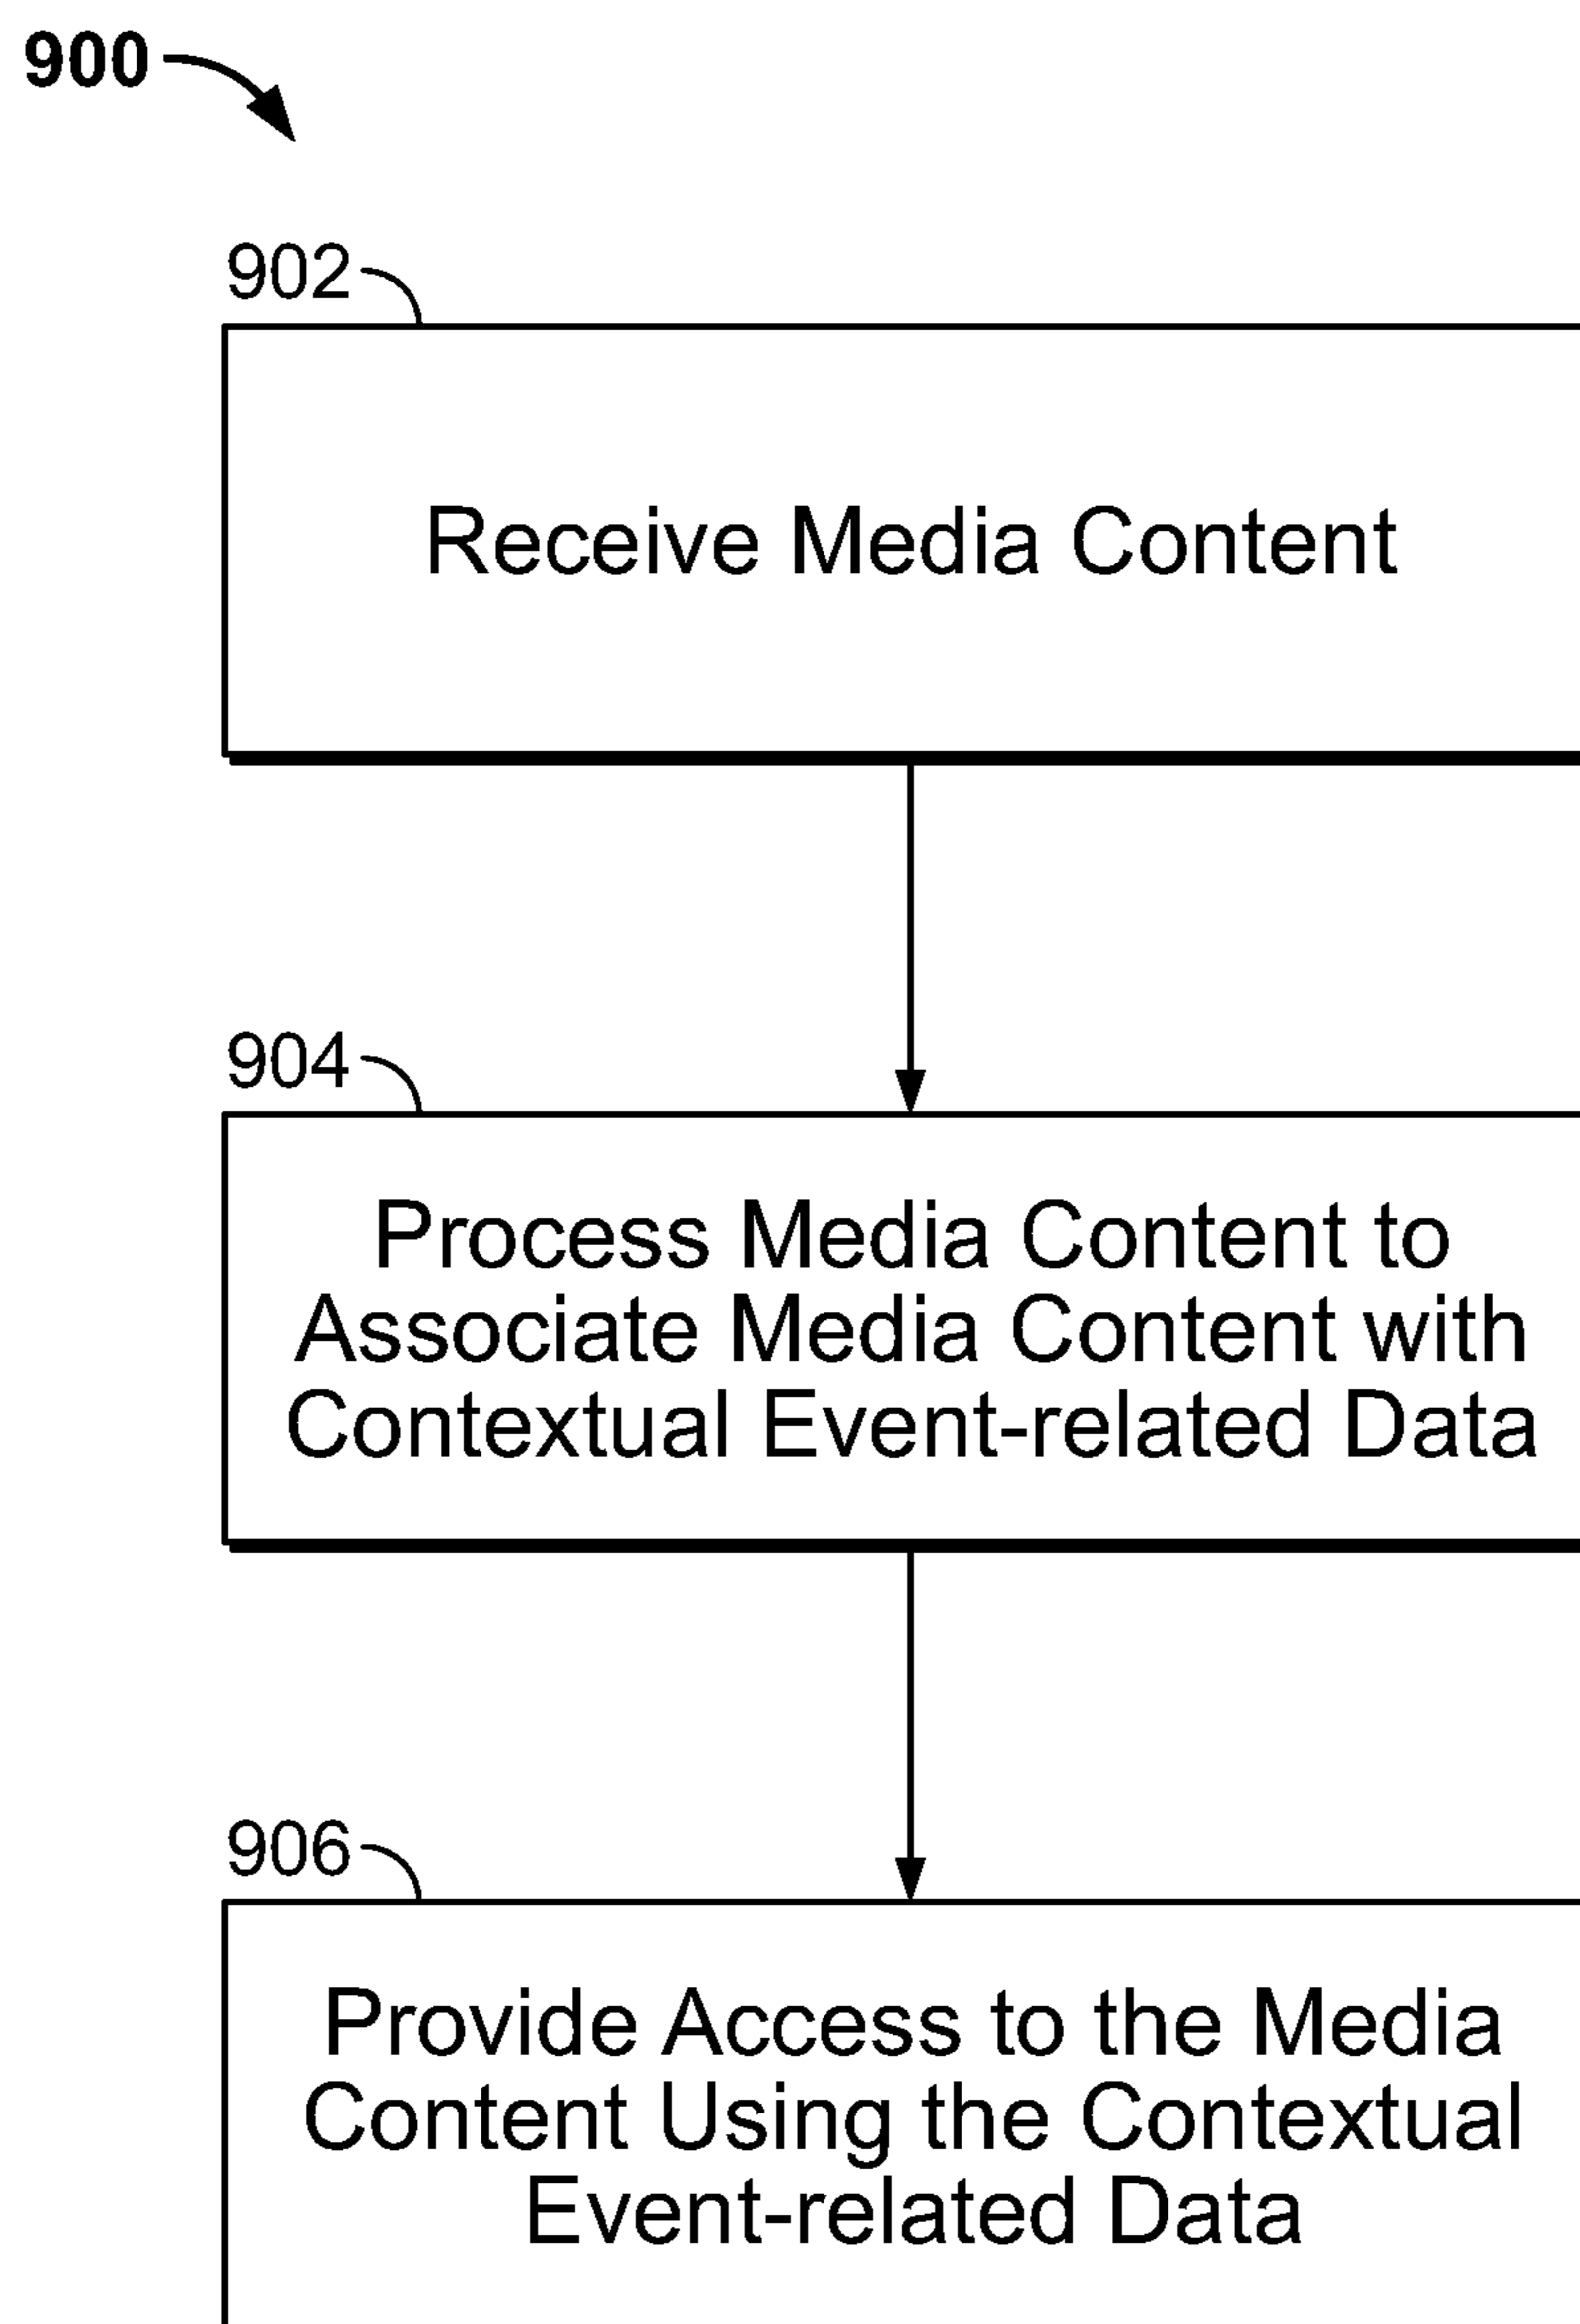 900
902
Receive Media Content
904
Process Media Content to
Associate Media Content with
Contextual Event-related Data
906
Provide Access to the Media
Content Using the Contextual
Event-related Data